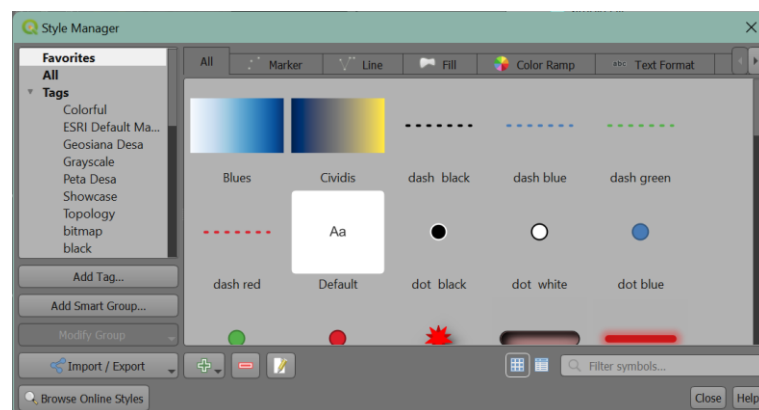 Style Manager
Favorites
All
Tags
Colorful
ESRI Default Ma...
Geosiana Desa
Grayscale
Peta Desa
Showcase
Topology
bitmap
black
Add Tag...
Add Smart Group...
Modify Group
Import / Export
Browse Online Styles
All Marker Line Fill Color Ramp abc Text Format
Blues Cividis dash black dash blue dash green
Aa
dash red Default dot black dot white dot blue
Filter symbols...
Close Help